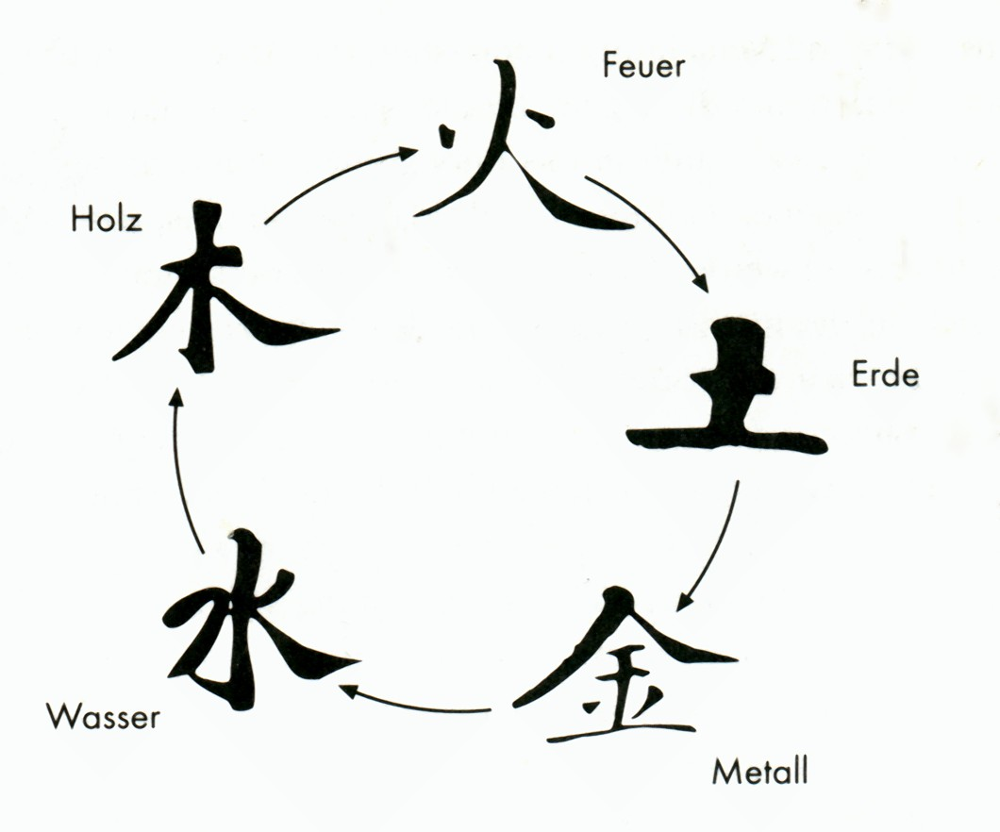 Feuer
火
Holz
木
土
Erde
水
Wasser
金
Metall